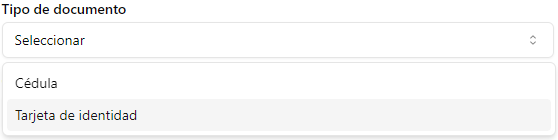 Tipo de documento
Seleccionar
Cédula
Tarjeta de identidad